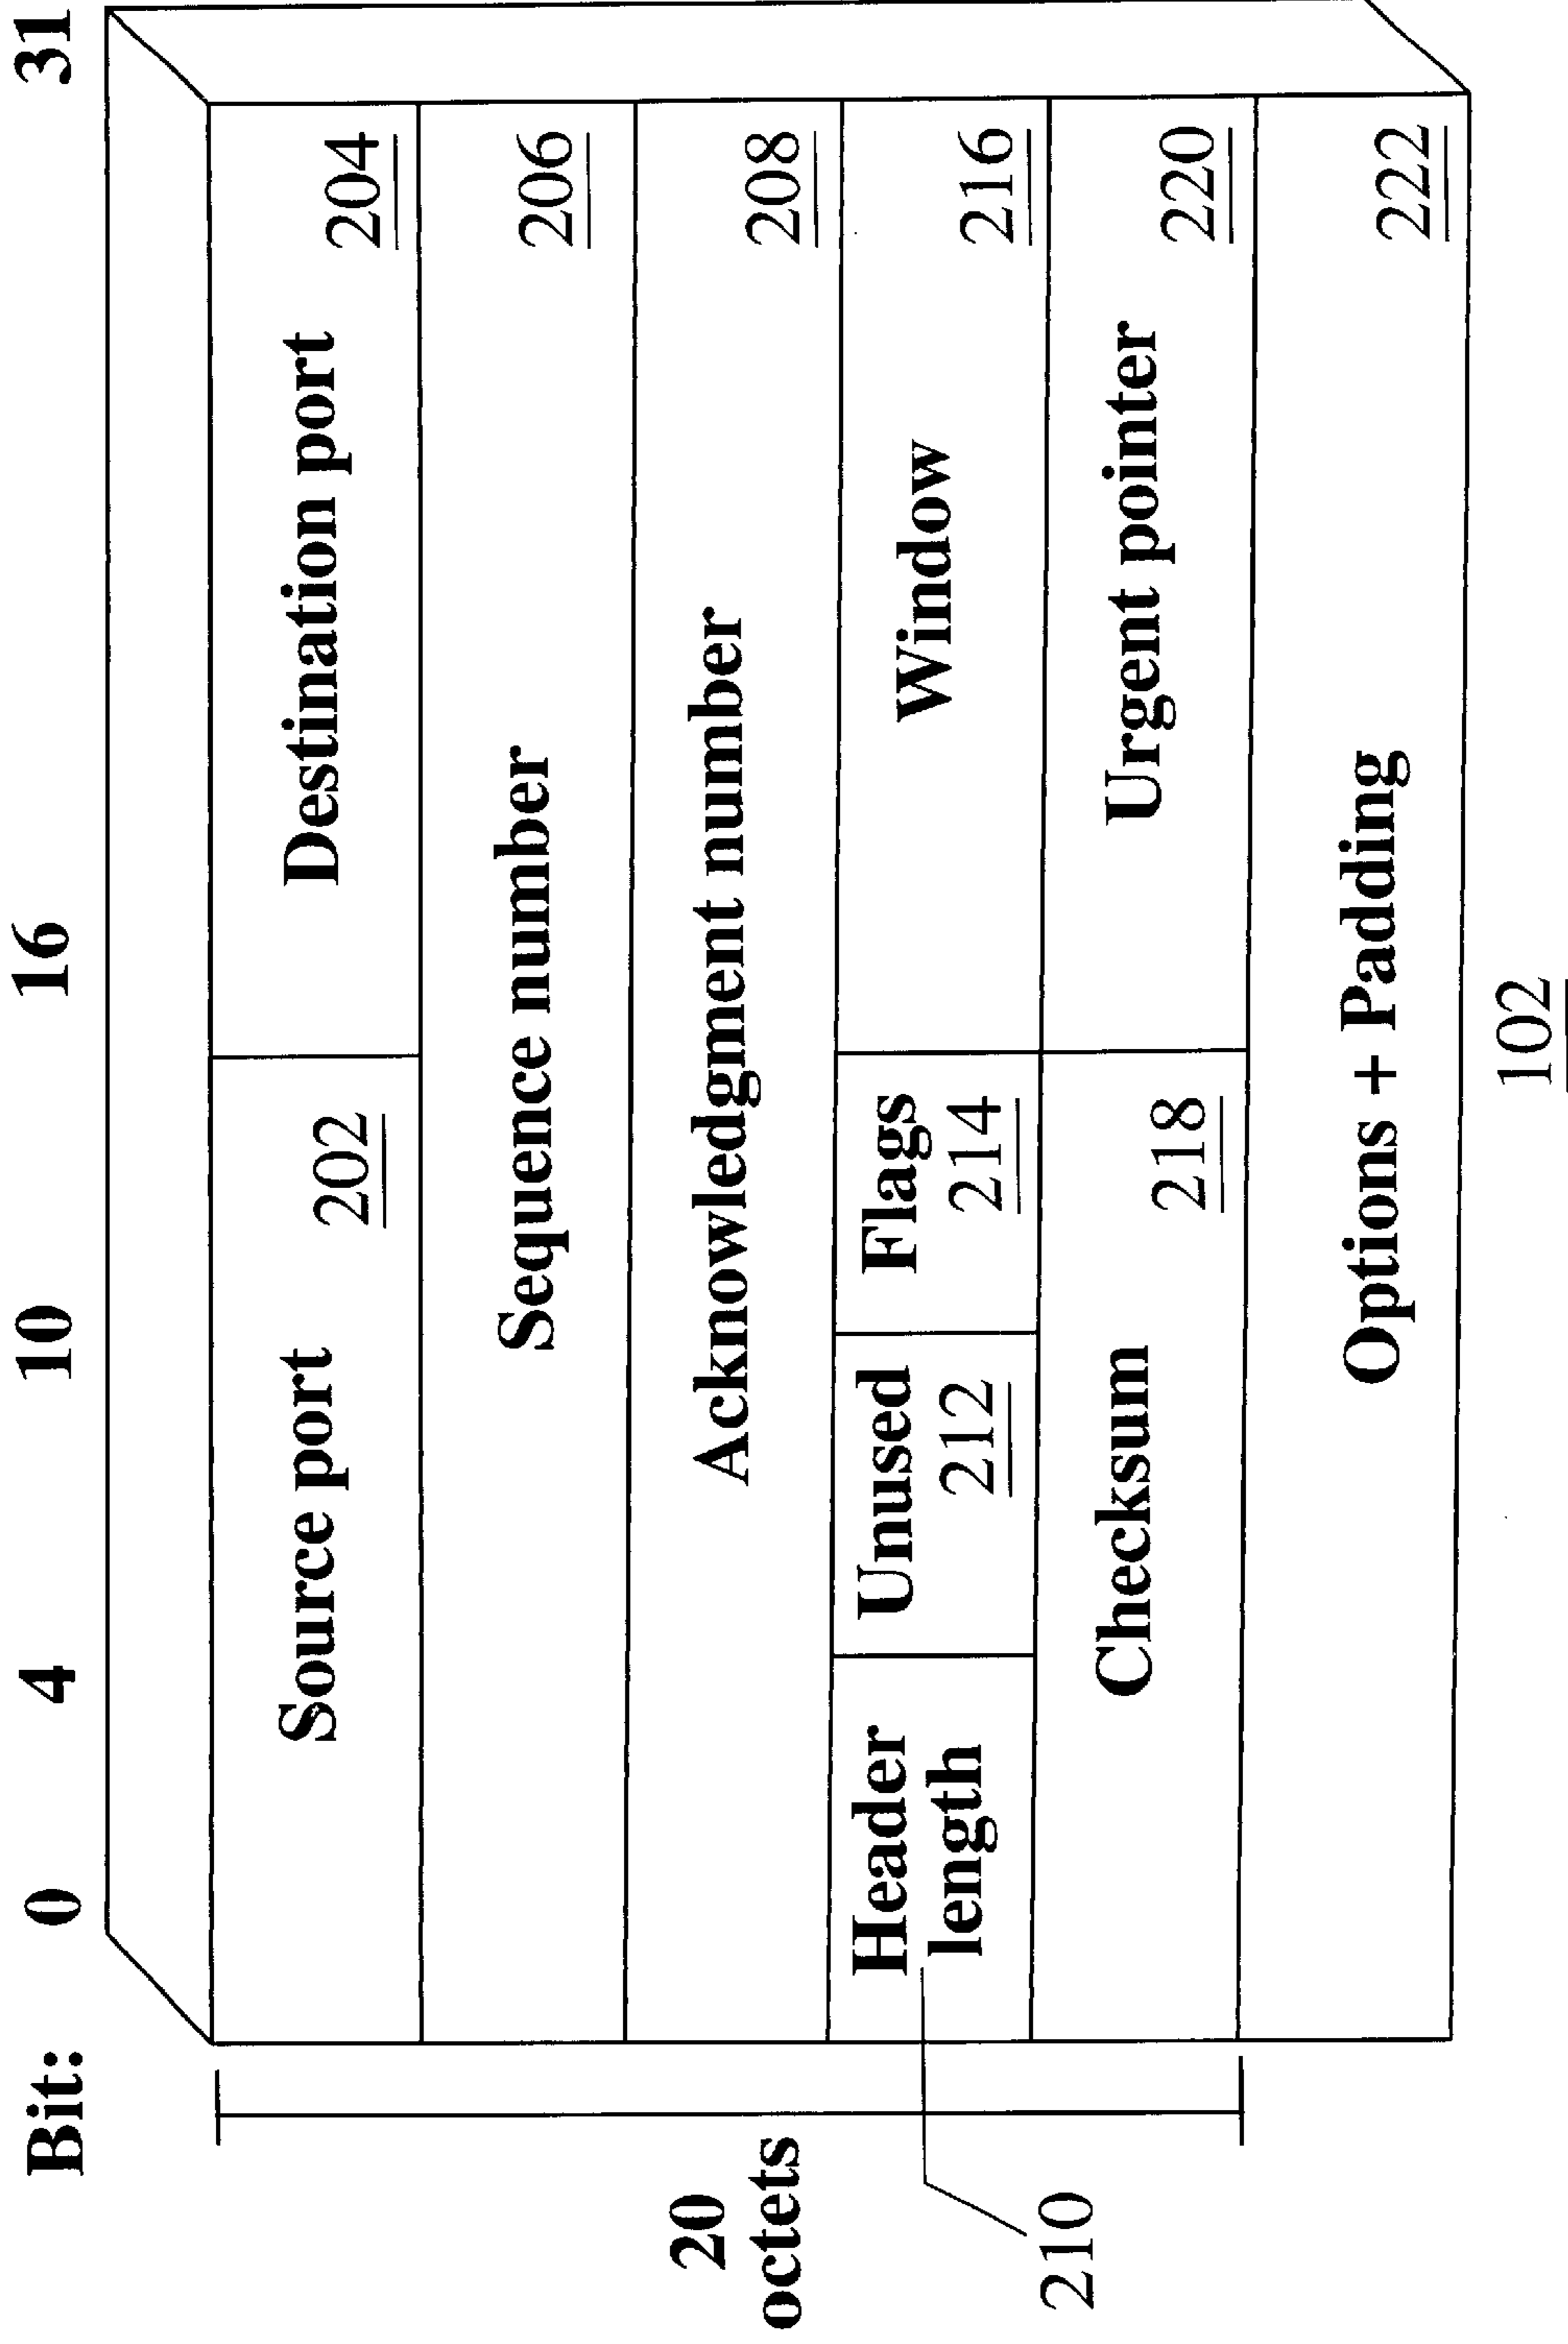 Bit: 0 4 10 16 31
Source port 202 Destination port 204
Sequence number 206
Acknowledgment number 208
Header length 210
Unused 212
Flags 214
Window 216
Checksum 218 Urgent pointer 220
Options + Padding 222
20
octets
102